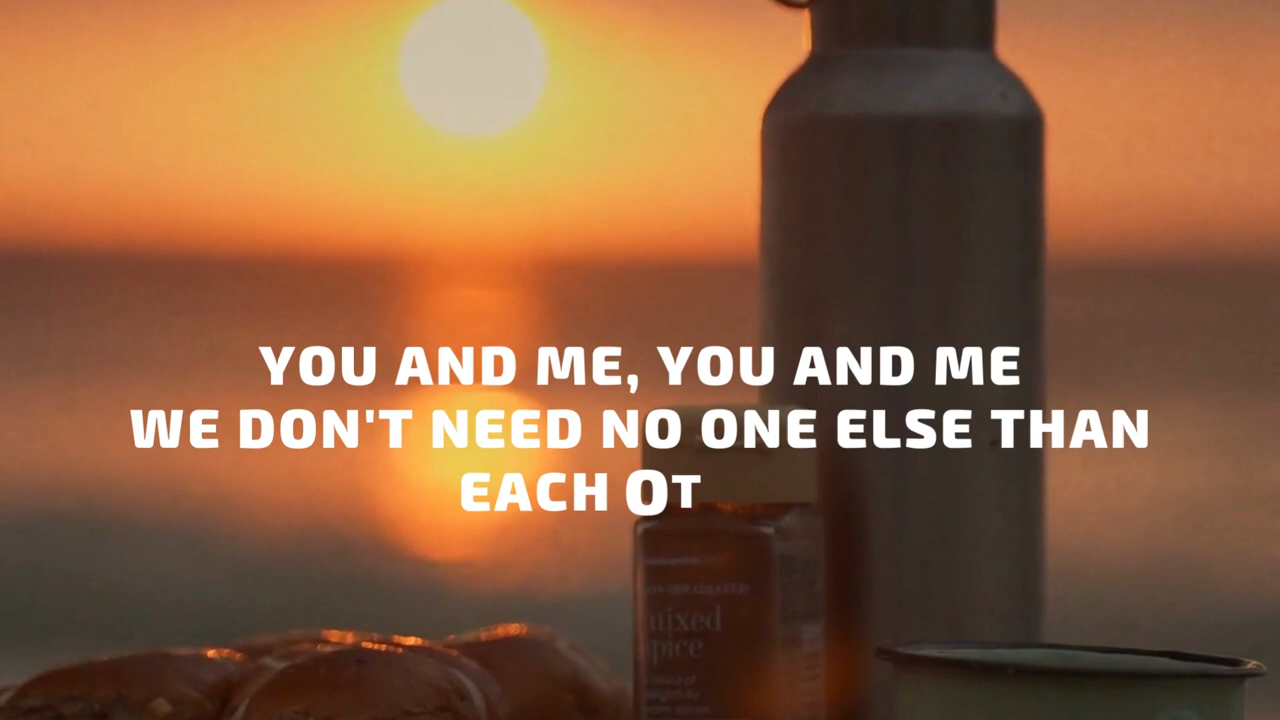 YOU AND ME, YOU AND ME
WE DON'T NEED NO ONE ELSE THAN
EACH OT
mixed
spice